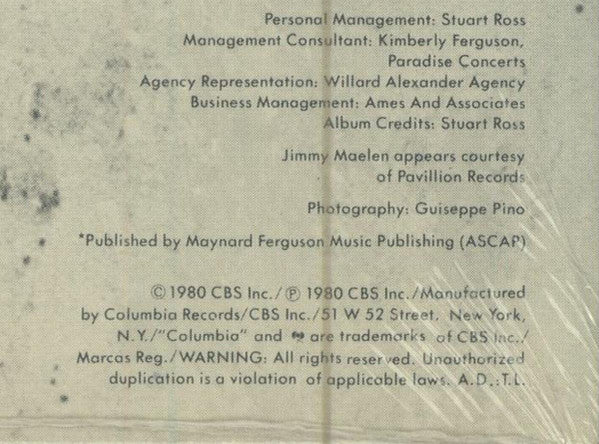 Personal Management: Stuart Ross
Management Consultant: Kimberly Ferguson,
Paradise Concerts
Agency Representation: Willard Alexander Agency
Business Management: Ames And Associates
Album Credits: Stuart Ross
Jimmy Maelen appears courtesy
of Pavillion Records
Photography: Guiseppe Pino
*Published by Maynard Ferguson Music Publishing (ASCAP)
© 1980 CBS Inc./℗ 1980 CBS Inc./Manufactured
by Columbia Records/CBS Inc./51 W 52 Street, New York,
N.Y./"Columbia" and are trademarks of CBS Inc./
Marcas Reg./WARNING: All rights reserved. Unauthorized
duplication is a violation of applicable laws. A.D.:T.L.